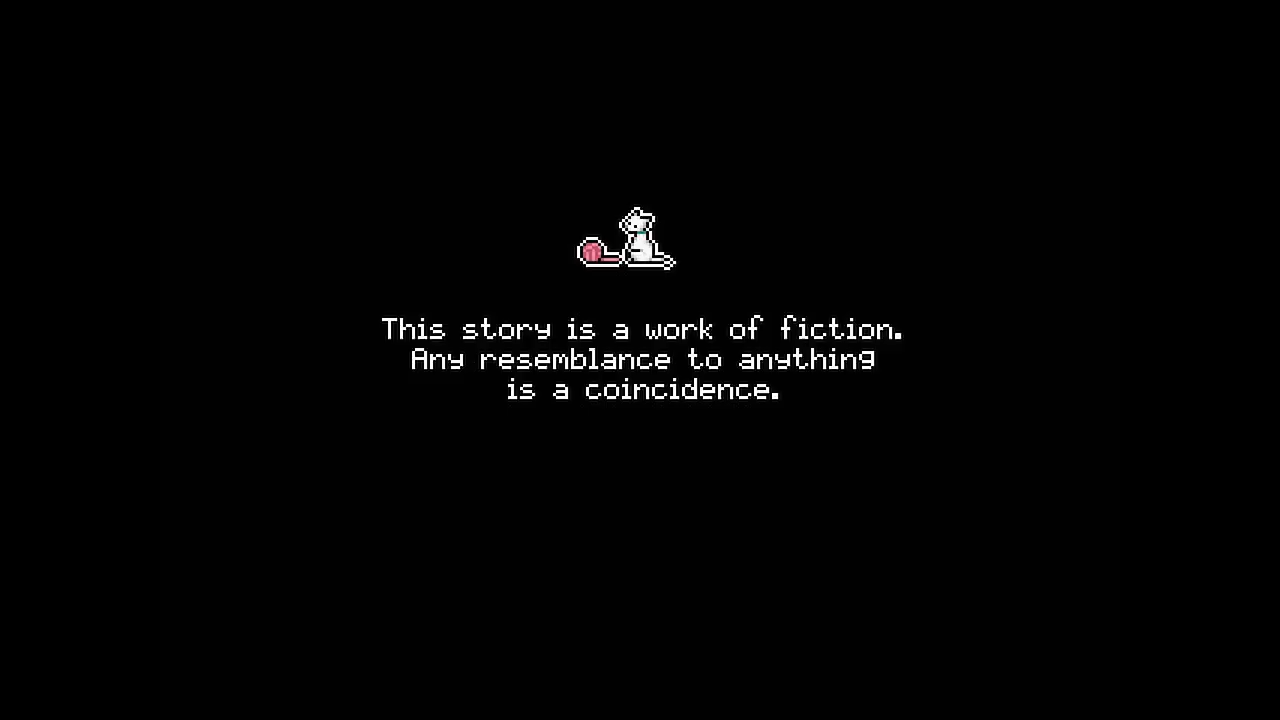 This story is a work of fiction.
Any resemblance to anything
is a coincidence.